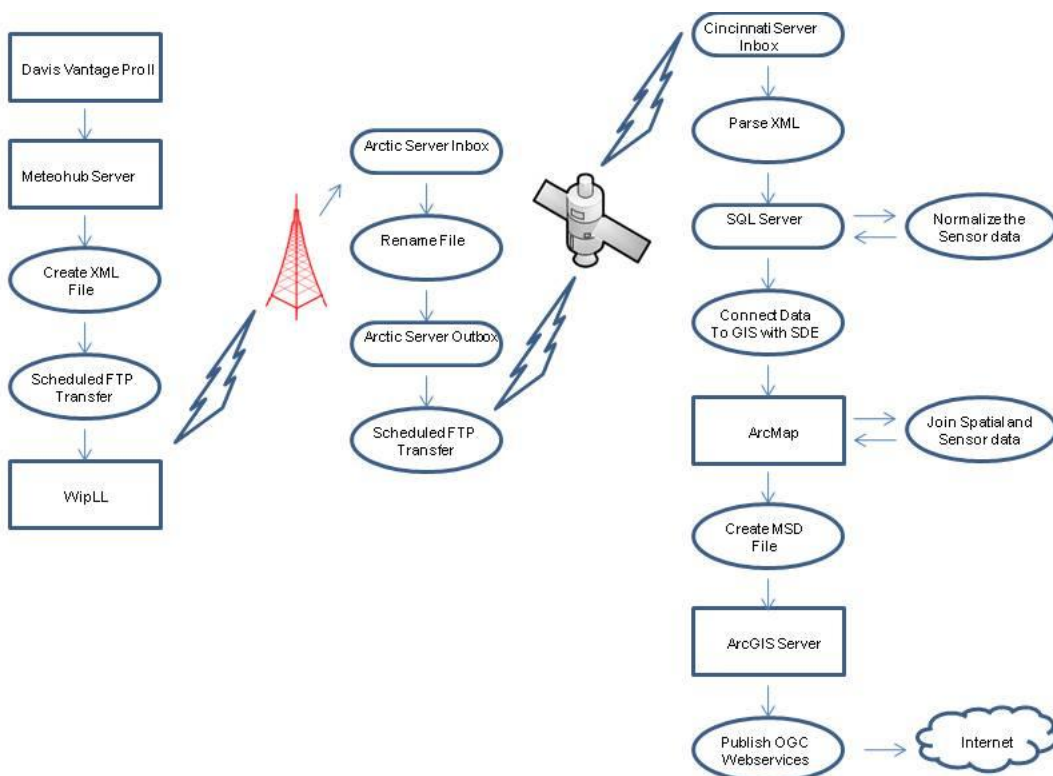 Davis Vantage Pro II
Meteohub Server
Create XML
File
Scheduled FTP
Transfer
WipLL
Arctic Server Inbox
Rename File
Arctic Server Outbox
Scheduled FTP
Transfer
Cincinnati Server
Inbox
Parse XML
SQL Server
Normalize the
Sensor data
Connect Data
To GIS with SDE
ArcMap
Join Spatial and
Sensor data
Create MSD
File
ArcGIS Server
Publish OGC
Webservices
Internet